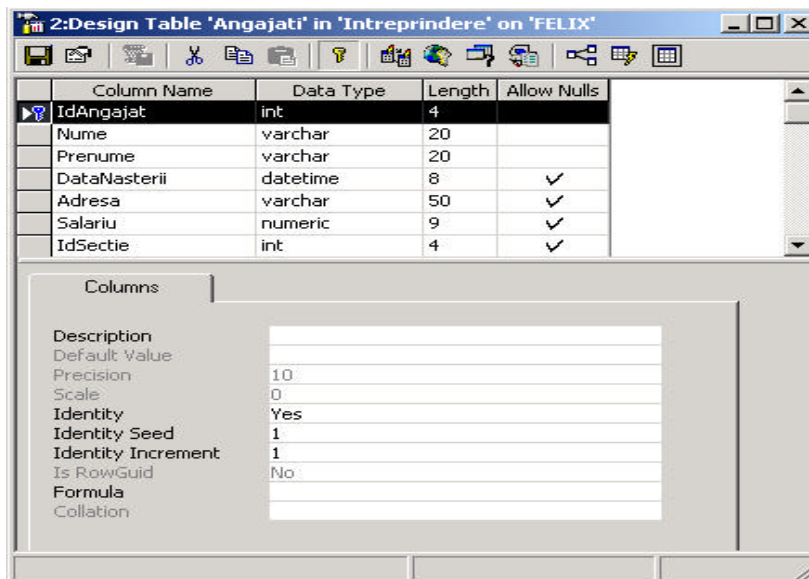 2:Design Table 'Angajati' in 'Intreprindere' on 'FELIX'
Column Name Data Type Length Allow Nulls
IdAngajat int 4
Nume varchar 20
Prenume varchar 20
DataNasterii datetime 8
Adresa varchar 50
Salariu numeric 9
IdSectie int 4
Columns
Description
Default Value
Precision 10
Scale 0
Identity Yes
Identity Seed 1
Identity Increment 1
Is RowGuid No
Formula
Collation